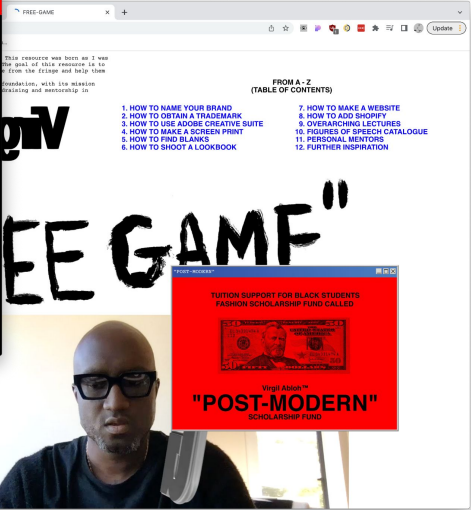 FREE-GAME
Update
This resource was born as I was
The goal of this resource is to
from the fringe and help them
foundation, with its mission
mentorship in
FROM A - Z
(TABLE OF CONTENTS)
1. HOW TO NAME YOUR BRAND
2. HOW TO OBTAIN A TRADEMARK
3. HOW TO USE ADOBE CREATIVE SUITE
4. HOW TO MAKE A SCREEN PRINT
5. HOW TO FIND BLANKS
6. HOW TO SHOOT A LOOKBOOK
7. HOW TO MAKE A WEBSITE
8. HOW TO ADD SHOPIFY
9. OVERARCHING LECTURES
10. FIGURES OF SPEECH CATALOGUE
11. PERSONAL MENTORS
12. FURTHER INSPIRATION
EE GAME"
"POST-MODERN"
TUITION SUPPORT FOR BLACK STUDENTS
FASHION SCHOLARSHIP FUND CALLED
Virgil Abloh™
"POST-MODERN"
SCHOLARSHIP FUND